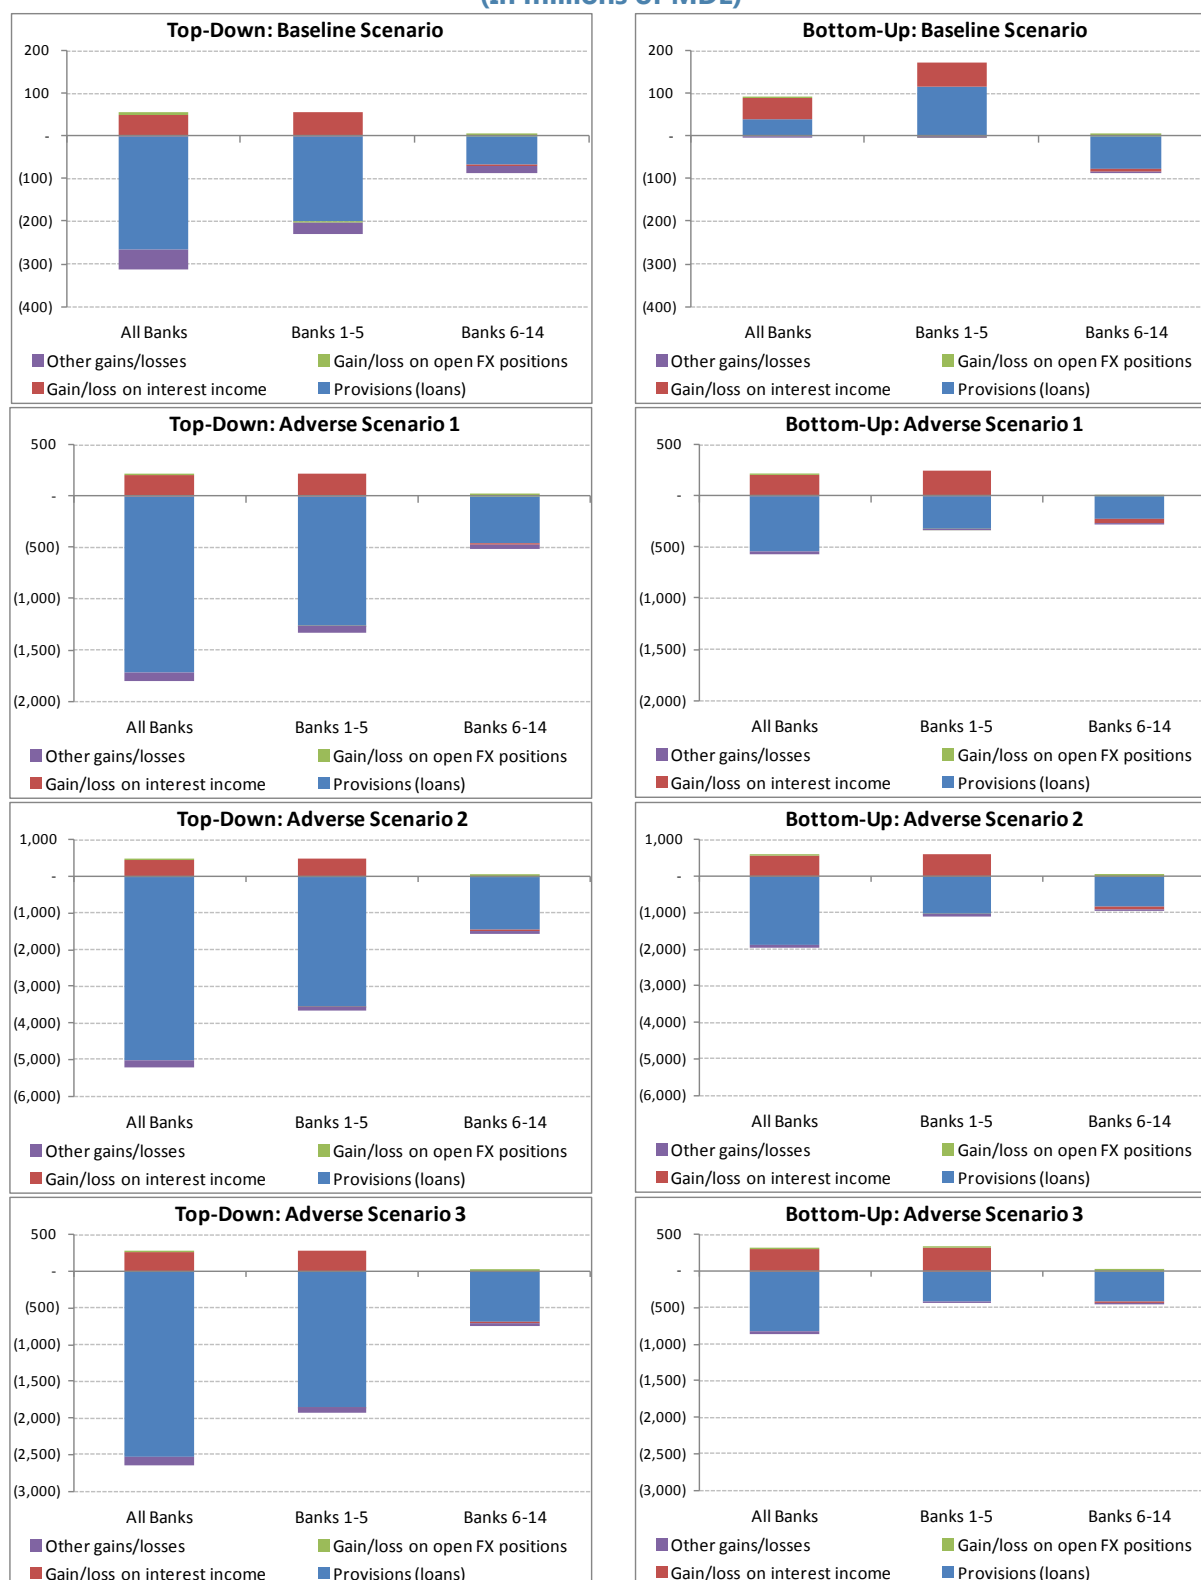 (In millions of MDL)
Top-Down: Baseline Scenario
200
100
-
(100)
(200)
(300)
(400)
All Banks Banks 1-5 Banks 6-14
Other gains/losses Gain/loss on open FX positions
Gain/loss on interest income Provisions (loans)
Bottom-Up: Baseline Scenario
200
100
-
(100)
(200)
(300)
(400)
All Banks Banks 1-5 Banks 6-14
Other gains/losses Gain/loss on open FX positions
Gain/loss on interest income Provisions (loans)
Top-Down: Adverse Scenario 1
500
-
(500)
(1,000)
(1,500)
(2,000)
All Banks Banks 1-5 Banks 6-14
Other gains/losses Gain/loss on open FX positions
Gain/loss on interest income Provisions (loans)
Bottom-Up: Adverse Scenario 1
500
-
(500)
(1,000)
(1,500)
(2,000)
All Banks Banks 1-5 Banks 6-14
Other gains/losses Gain/loss on open FX positions
Gain/loss on interest income Provisions (loans)
Top-Down: Adverse Scenario 2
1,000
-
(1,000)
(2,000)
(3,000)
(4,000)
(5,000)
(6,000)
All Banks Banks 1-5 Banks 6-14
Other gains/losses Gain/loss on open FX positions
Gain/loss on interest income Provisions (loans)
Bottom-Up: Adverse Scenario 2
1,000
-
(1,000)
(2,000)
(3,000)
(4,000)
(5,000)
(6,000)
All Banks Banks 1-5 Banks 6-14
Other gains/losses Gain/loss on open FX positions
Gain/loss on interest income Provisions (loans)
Top-Down: Adverse Scenario 3
500
-
(500)
(1,000)
(1,500)
(2,000)
(2,500)
(3,000)
All Banks Banks 1-5 Banks 6-14
Other gains/losses Gain/loss on open FX positions
Gain/loss on interest income Provisions (loans)
Bottom-Up: Adverse Scenario 3
500
-
(500)
(1,000)
(1,500)
(2,000)
(2,500)
(3,000)
All Banks Banks 1-5 Banks 6-14
Other gains/losses Gain/loss on open FX positions
Gain/loss on interest income Provisions (loans)